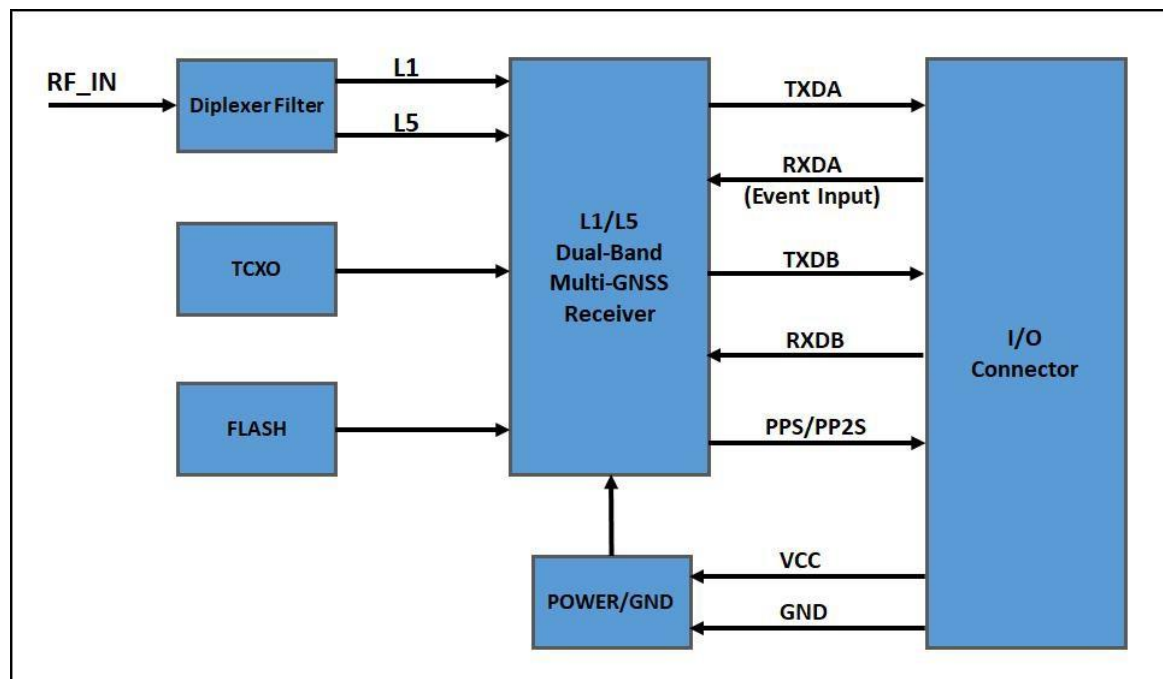 RF_IN
Diplexer Filter
L1
L5
TCXO
FLASH
L1/L5
Dual-Band
Multi-GNSS
Receiver
TXDA
RXDA
(Event Input)
TXDB
RXDB
PPS/PP2S
I/O
Connector
POWER/GND
VCC
GND